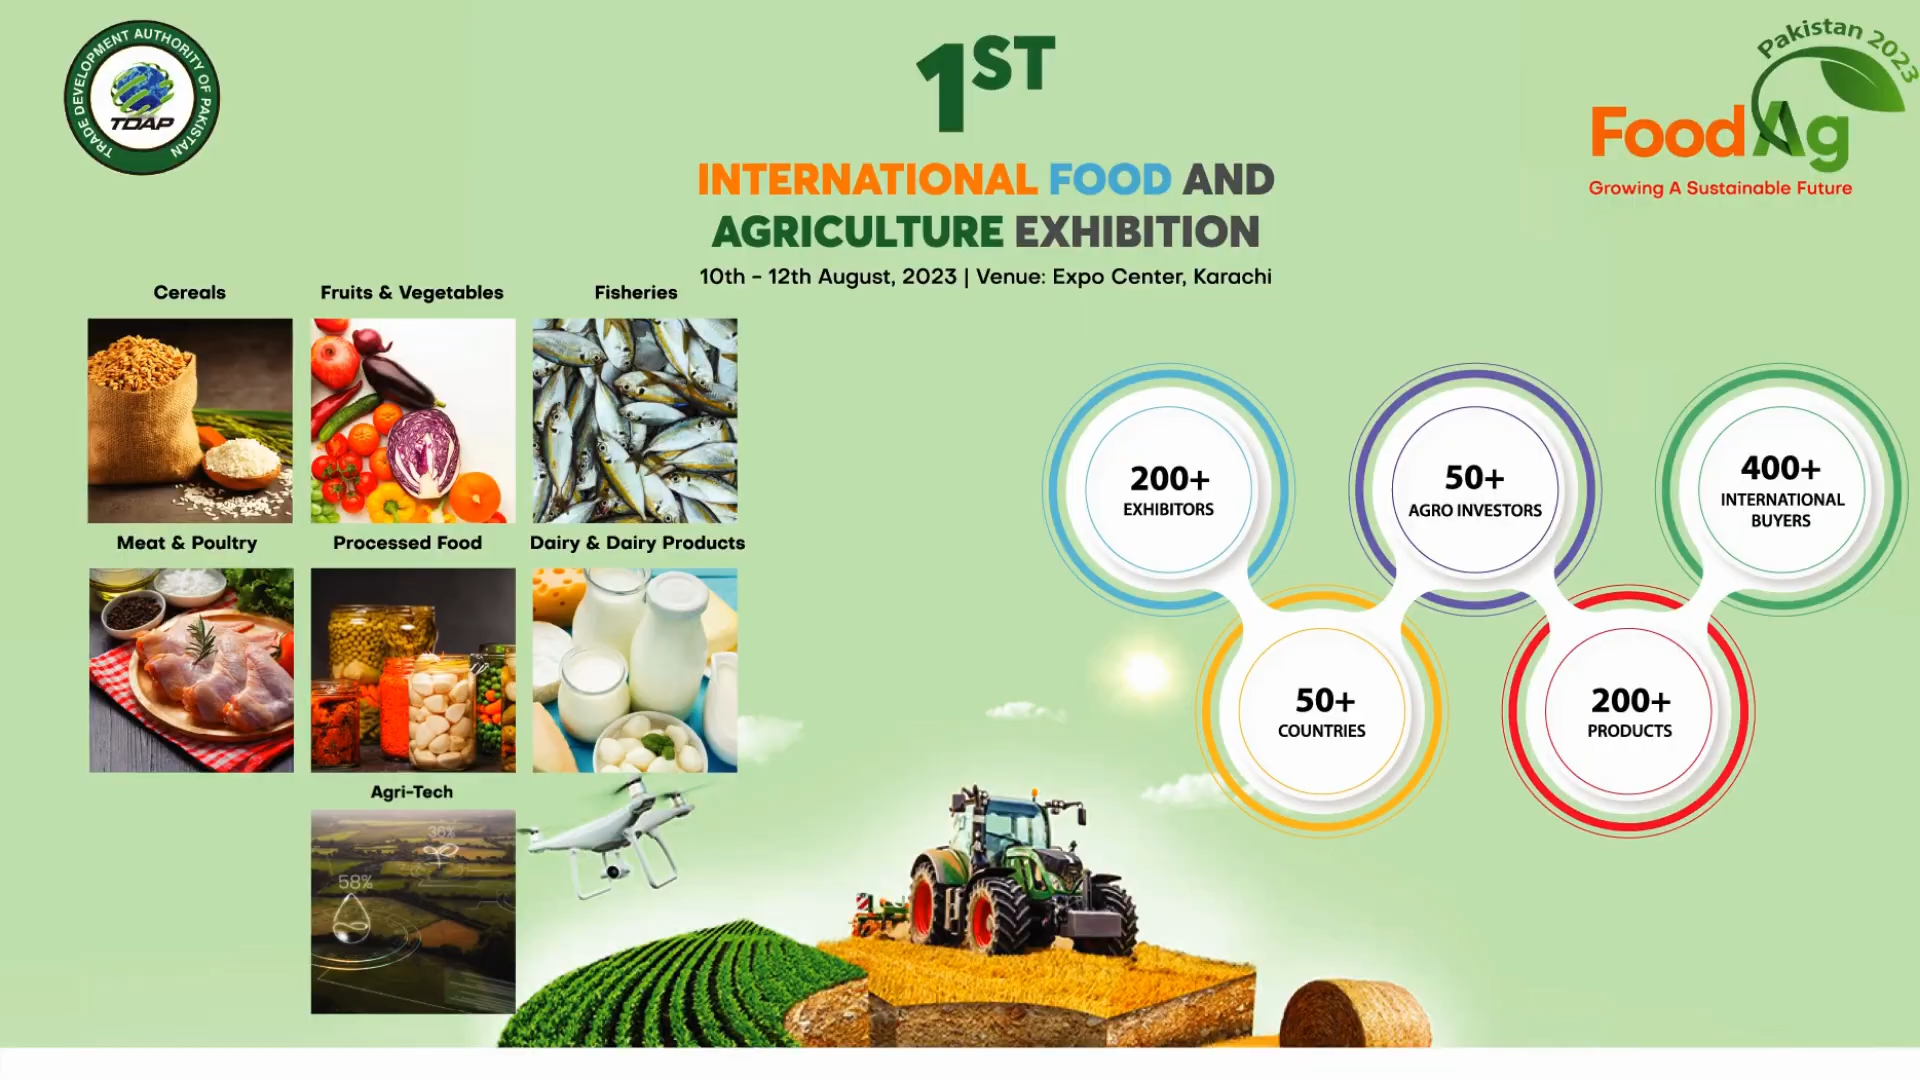 TRADE DEVELOPMENT AUTHORITY OF PAKISTAN
TDAP
1ST
INTERNATIONAL FOOD AND
AGRICULTURE EXHIBITION
10th - 12th August, 2023 | Venue: Expo Center, Karachi
Pakistan 2023
FoodAg
Growing A Sustainable Future
Cereals
Fruits & Vegetables
Fisheries
Meat & Poultry
Processed Food
Dairy & Dairy Products
Agri-Tech
36%
58%
200+
EXHIBITORS
50+
AGRO INVESTORS
400+
INTERNATIONAL
BUYERS
50+
COUNTRIES
200+
PRODUCTS